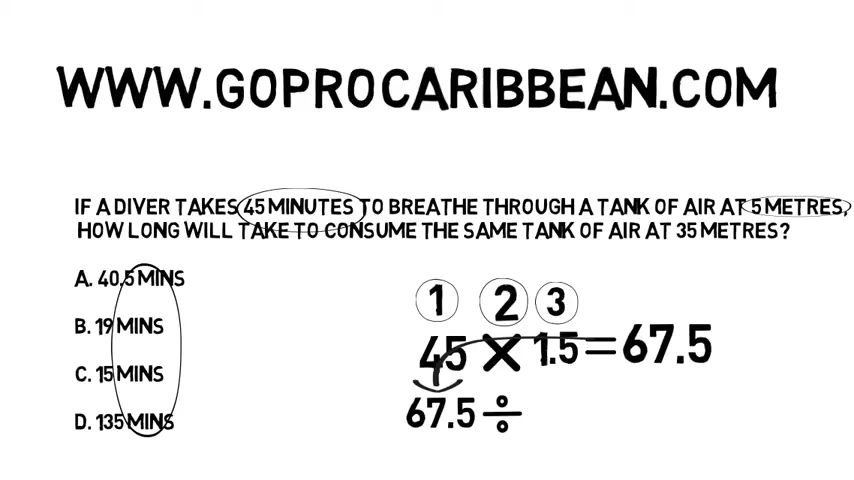 WWW.GOPROCARIBBEAN.COM
IF A DIVER TAKES 45 MINUTES TO BREATHE THROUGH A TANK OF AIR AT 5 METRES,
HOW LONG WILL TAKE TO CONSUME THE SAME TANK OF AIR AT 35 METRES?
A. 40.5 MINS
B. 19 MINS
C. 15 MINS
D. 135 MINS
1 2 3
45 × 1.5 = 67.5
67.5 ÷